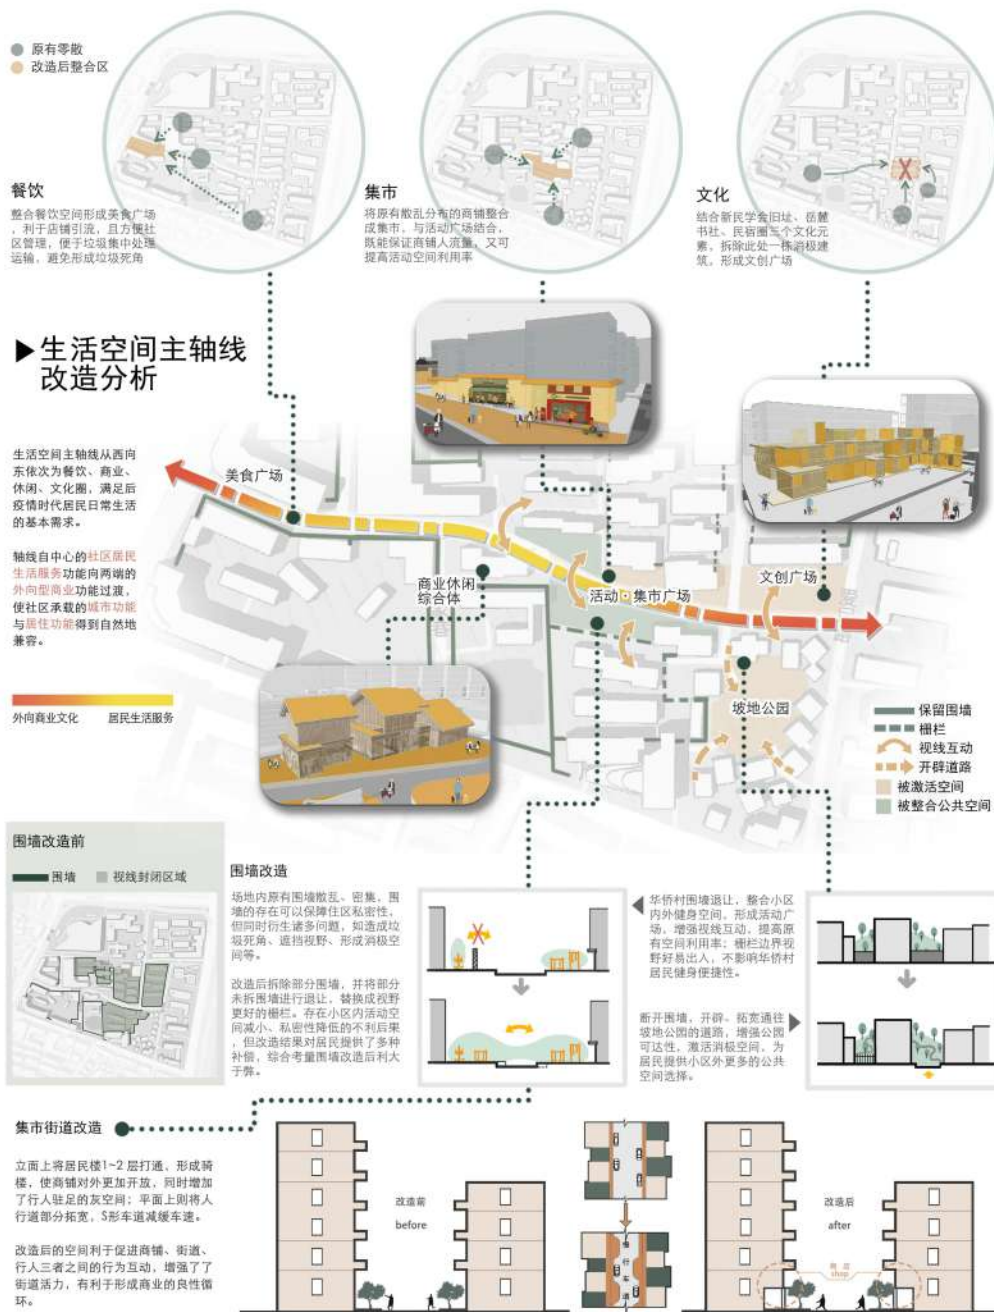 原有零散
改造后整合区
餐饮
整合餐饮空间形成美食广场
，利于店铺引流，且方便社
区管理，便于垃圾集中处理
运输，避免形成垃圾死角
集市
将原有散乱分布的商铺整合
成集市，与活动广场结合，
既能保证商铺人流量，又可
提高活动空间利用率
文化
结合新民学会旧址、岳麓
书社、民宿圈三个文化元
素，拆除此处一栋消极建
筑，形成文创广场
▶生活空间主轴线
改造分析
生活空间主轴线从西向
东依次为餐饮、商业、
休闲、文化圈，满足后
疫情时代居民日常生活
的基本需求。
轴线自中心的社区居民
生活服务功能向两端的
外向型商业功能过渡，
使社区承载的城市功能
与居住功能得到自然地
兼容。
外向商业文化
居民生活服务
美食广场
商业休闲
综合体
活动·集市广场
文创广场
坡地公园
保留围墙
栅栏
视线互动
开辟道路
被激活空间
被整合公共空间
围墙改造前
围墙
视线封闭区域
围墙改造
场地内原有围墙散乱、密集，围
墙的存在可以保障住区私密性，
但同时衍生诸多问题，如造成垃
圾死角、遮挡视野、形成消极空
间等。
改造后拆除部分围墙，并将部分
未拆围墙进行退让，替换成视野
更好的栅栏。存在小区内活动空
间减小、私密性降低的不利后果
，但改造结果对居民提供了多种
补偿，综合考量围墙改造后利大
于弊。
华侨村围墙退让，整合小区
内外健身空间，形成活动广
场，增强视线互动，提高原
有空间利用率；栅栏边界视
野好易出入，不影响华侨村
居民健身便捷性。
断开围墙，开辟、拓宽通往
坡地公园的道路，增强公园
可达性，激活消极空间，为
居民提供小区外更多的公共
空间选择。
集市街道改造
立面上将居民楼1~2 层打通，形成骑
楼，使商铺对外更加开放，同时增加
了行人驻足的灰空间；平面上则将人
行道部分拓宽，S形车道减缓车速。
改造后的空间利于促进商铺、街道、
行人三者之间的行为互动，增强了了
街道活力，有利于形成商业的良性循
环。
改造前
before
慢
行
车
道
改造后
after
商 店
shop